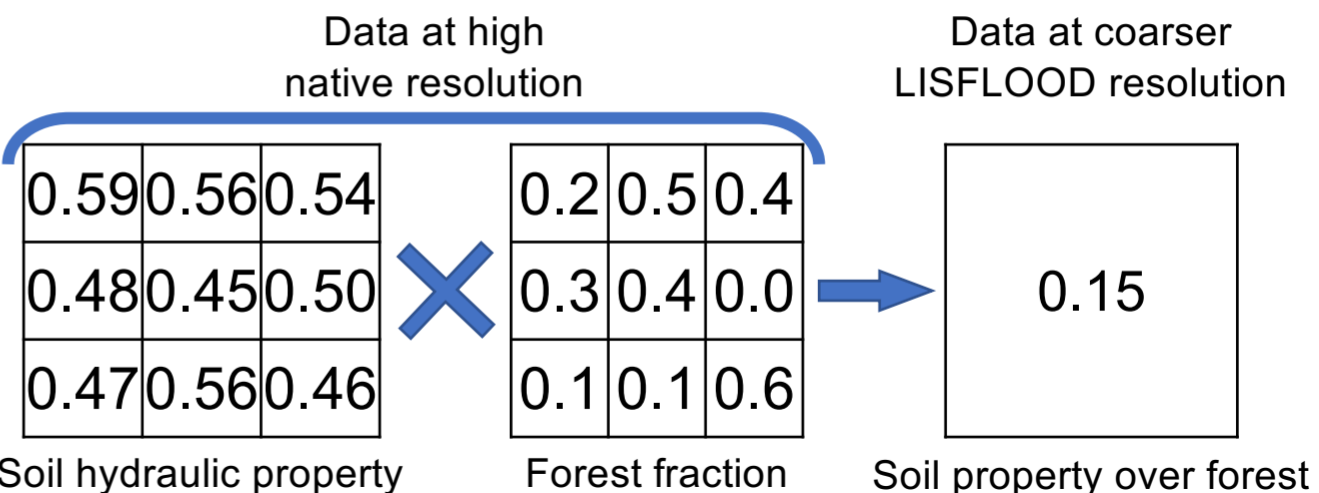 Data at high
native resolution
Data at coarser
LISFLOOD resolution
0.59 0.56 0.54
0.48 0.45 0.50
0.47 0.56 0.46
0.2 0.5 0.4
0.3 0.4 0.0
0.1 0.1 0.6
0.15
Soil hydraulic property
Forest fraction
Soil property over forest